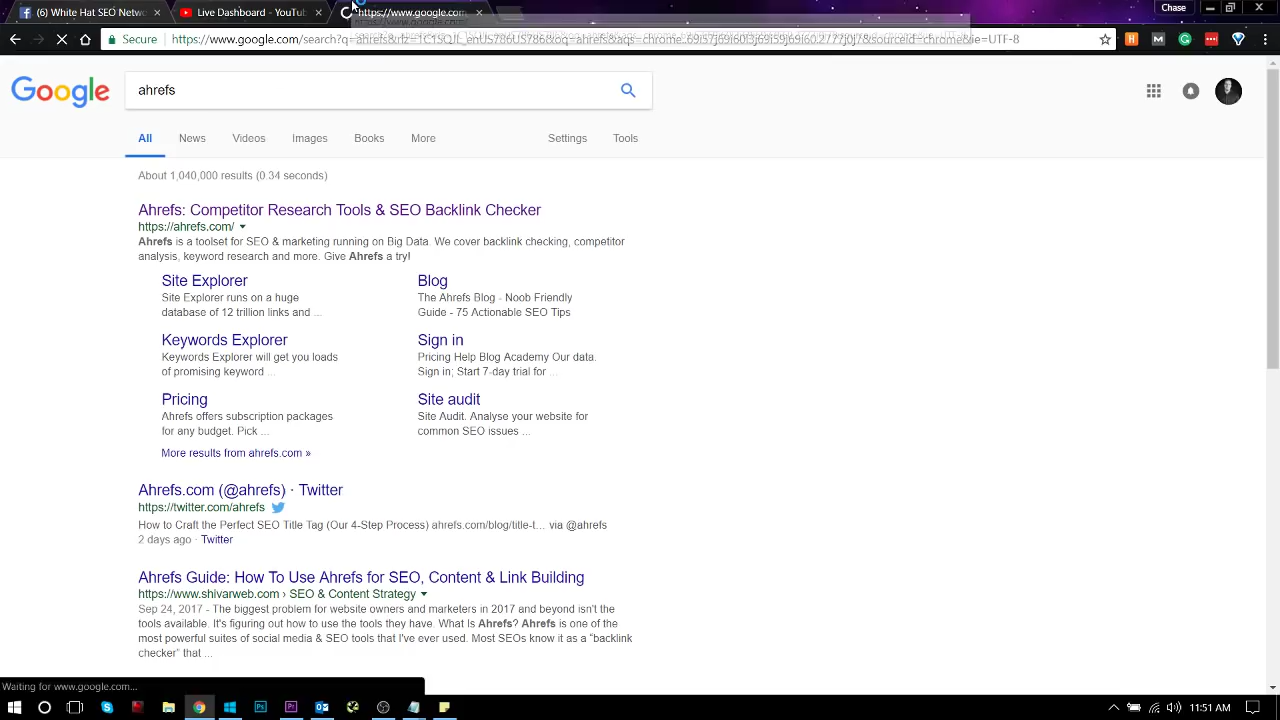 (6) White Hat SEO Netw
Live Dashboard - YouTu
https://www.google.com
Chase
Secure
https://www.google.com/search?q=
ie=UTF-8
Google
ahrefs
All
News
Videos
Images
Books
More
Settings
Tools
About 1,040,000 results (0.34 seconds)
Ahrefs: Competitor Research Tools & SEO Backlink Checker
https://ahrefs.com/
Ahrefs is a toolset for SEO & marketing running on Big Data. We cover backlink checking, competitor
analysis, keyword research and more. Give Ahrefs a try!
Site Explorer
Site Explorer runs on a huge
database of 12 trillion links and ...
Blog
The Ahrefs Blog - Noob Friendly
Guide - 75 Actionable SEO Tips
Keywords Explorer
Keywords Explorer will get you loads
of promising keyword ...
Sign in
Pricing Help Blog Academy Our data.
Sign in; Start 7-day trial for ...
Pricing
Ahrefs offers subscription packages
for any budget. Pick ...
Site audit
Site Audit. Analyse your website for
common SEO issues ...
More results from ahrefs.com »
Ahrefs.com (@ahrefs) · Twitter
https://twitter.com/ahrefs
How to Craft the Perfect SEO Title Tag (Our 4-Step Process) ahrefs.com/blog/title-t... via @ahrefs
2 days ago · Twitter
Ahrefs Guide: How To Use Ahrefs for SEO, Content & Link Building
https://www.shivarweb.com › SEO & Content Strategy
Sep 24, 2017 - The biggest problem for website owners and marketers in 2017 and beyond isn't the
tools available. It's figuring out how to use the tools they have. What Is Ahrefs? Ahrefs is one of the
most powerful suites of social media & SEO tools that I've ever used. Most SEOs know it as a "backlink
checker" that ...
Waiting for www.google.com...
11:51 AM